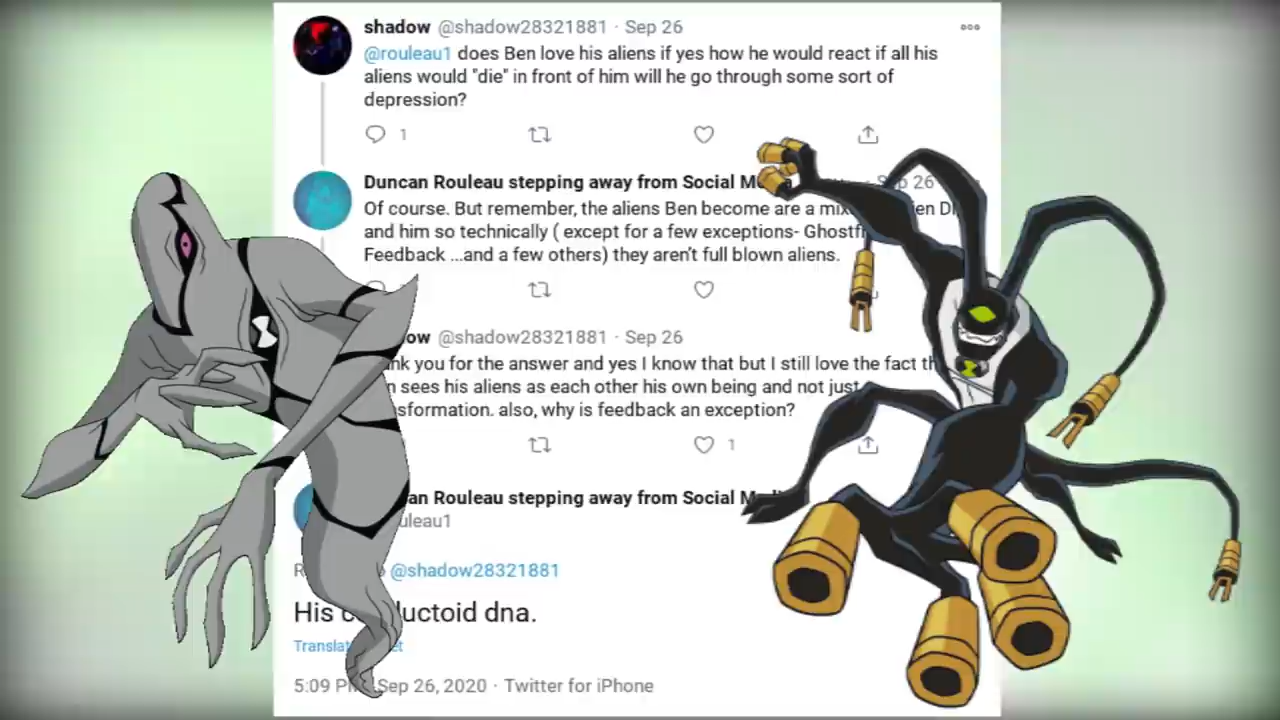 shadow @shadow28321881 · Sep 26
@rouleau1 does Ben love his aliens if yes how he would react if all his
aliens would "die" in front of him will he go through some sort of
depression?
1
Duncan Rouleau stepping away from Social · Sep 26
Of course. But remember, the aliens Ben become are a
and him so technically ( except for a few exceptions-
Feedback ...and a few others) they aren't full blown aliens.
@shadow28321881 · Sep 26
you for the answer and yes I know that but I still love the fact
sees his aliens as each other his own being and not just
also, why is feedback an exception?
1
Rouleau stepping away from Social
@shadow28321881
His dna.
5:09 Sep 26, 2020 · Twitter for iPhone